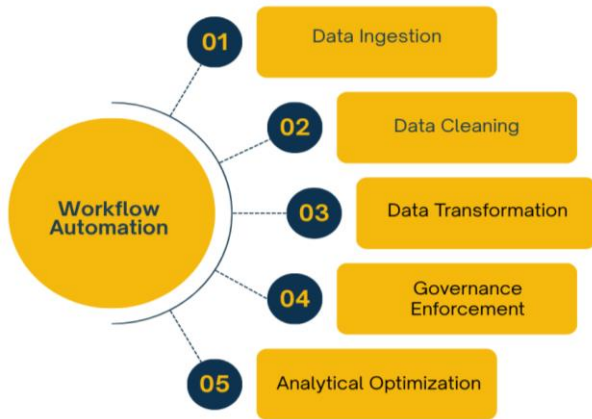 01
Data Ingestion
02
Data Cleaning
Workflow
Automation
03
Data Transformation
04
Governance
Enforcement
05
Analytical Optimization